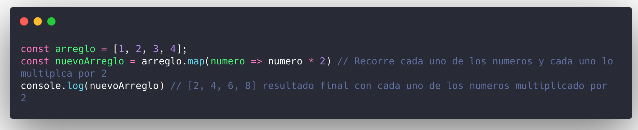 const arreglo = [1, 2, 3, 4];
const nuevoArreglo = arreglo.map(numero => numero * 2) // Recorre cada uno de los numeros y cada uno lo
multiplca por 2
console.log(nuevoArreglo) // [2, 4, 6, 8] resultado final con cada uno de los numeros multiplicado por
2